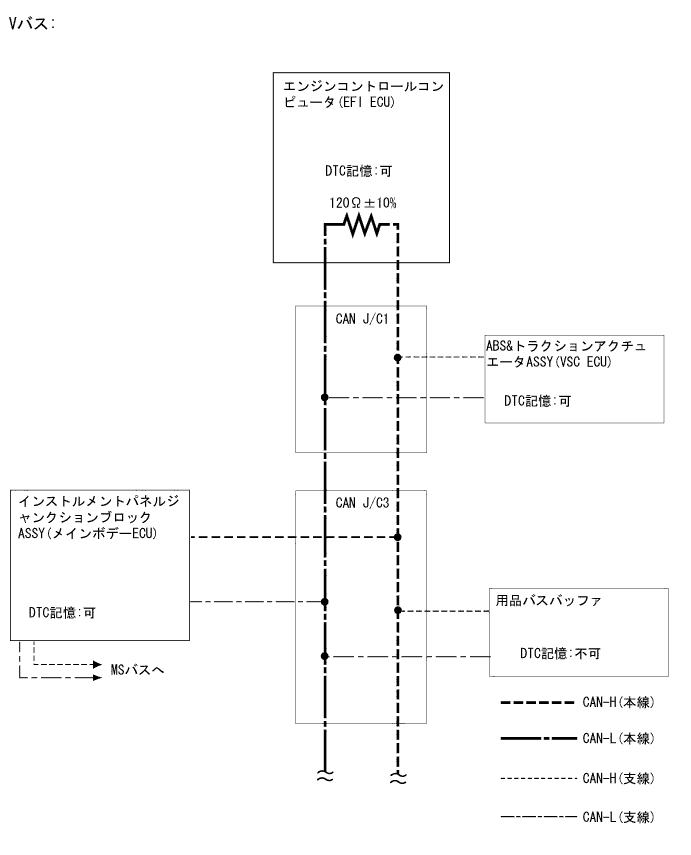 Vバス:
エンジンコントロールコン
ピュータ(EFI ECU)
DTC記憶:可
120Ω±10%
CAN J/C1
ABS&トラクションアクチュ
エータASSY(VSC ECU)
DTC記憶:可
インストルメントパネルジ
ャンクションブロック
ASSY(メインボデーECU)
DTC記憶:可
MSバスへ
CAN J/C3
用品バスバッファ
DTC記憶:不可
CAN-H(本線)
CAN-L(本線)
CAN-H(支線)
CAN-L(支線)